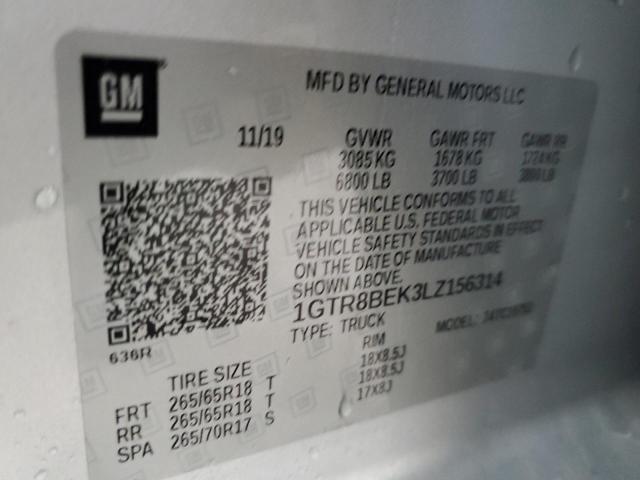 GM
MFD BY GENERAL MOTORS LLC
11/19
GVWR GAWR FRT GAWR RR
3085 KG 1678 KG
6800 LB 3700 LB
THIS VEHICLE CONFORMS TO ALL
APPLICABLE U.S. FEDERAL MOTOR
VEHICLE SAFETY STANDARDS IN EFFECT
ON THE DATE OF MANUFACTURE
SHOWN ABOVE.
1GTR8BEK3LZ156314
TYPE: TRUCK MODEL:
636R
TIRE SIZE RIM
FRT 265/65R18 T 18X8.5J
RR 265/65R18 T 18X8.5J
SPA 265/70R17 S 17X8J